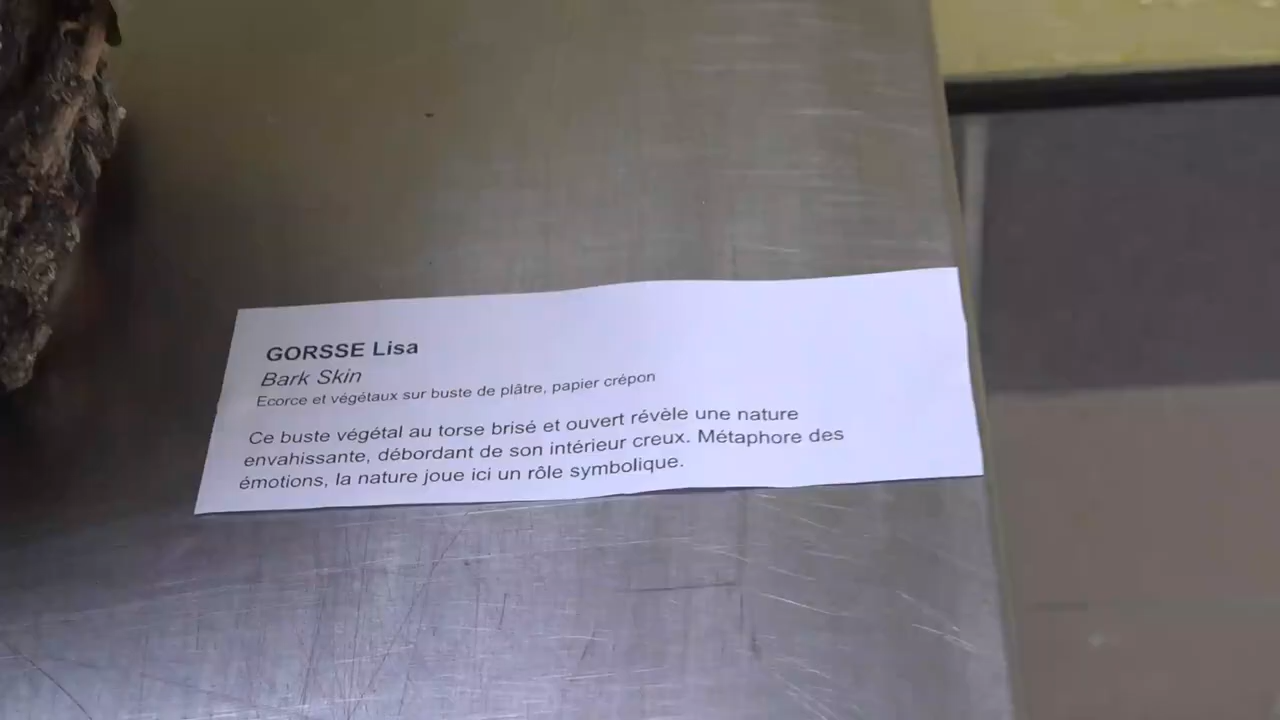 GORSSE Lisa
Bark Skin
Ecorce et végétaux sur buste de plâtre, papier crépon
Ce buste végétal au torse brisé et ouvert révèle une nature
envahissante, débordant de son intérieur creux. Métaphore des
émotions, la nature joue ici un rôle symbolique.